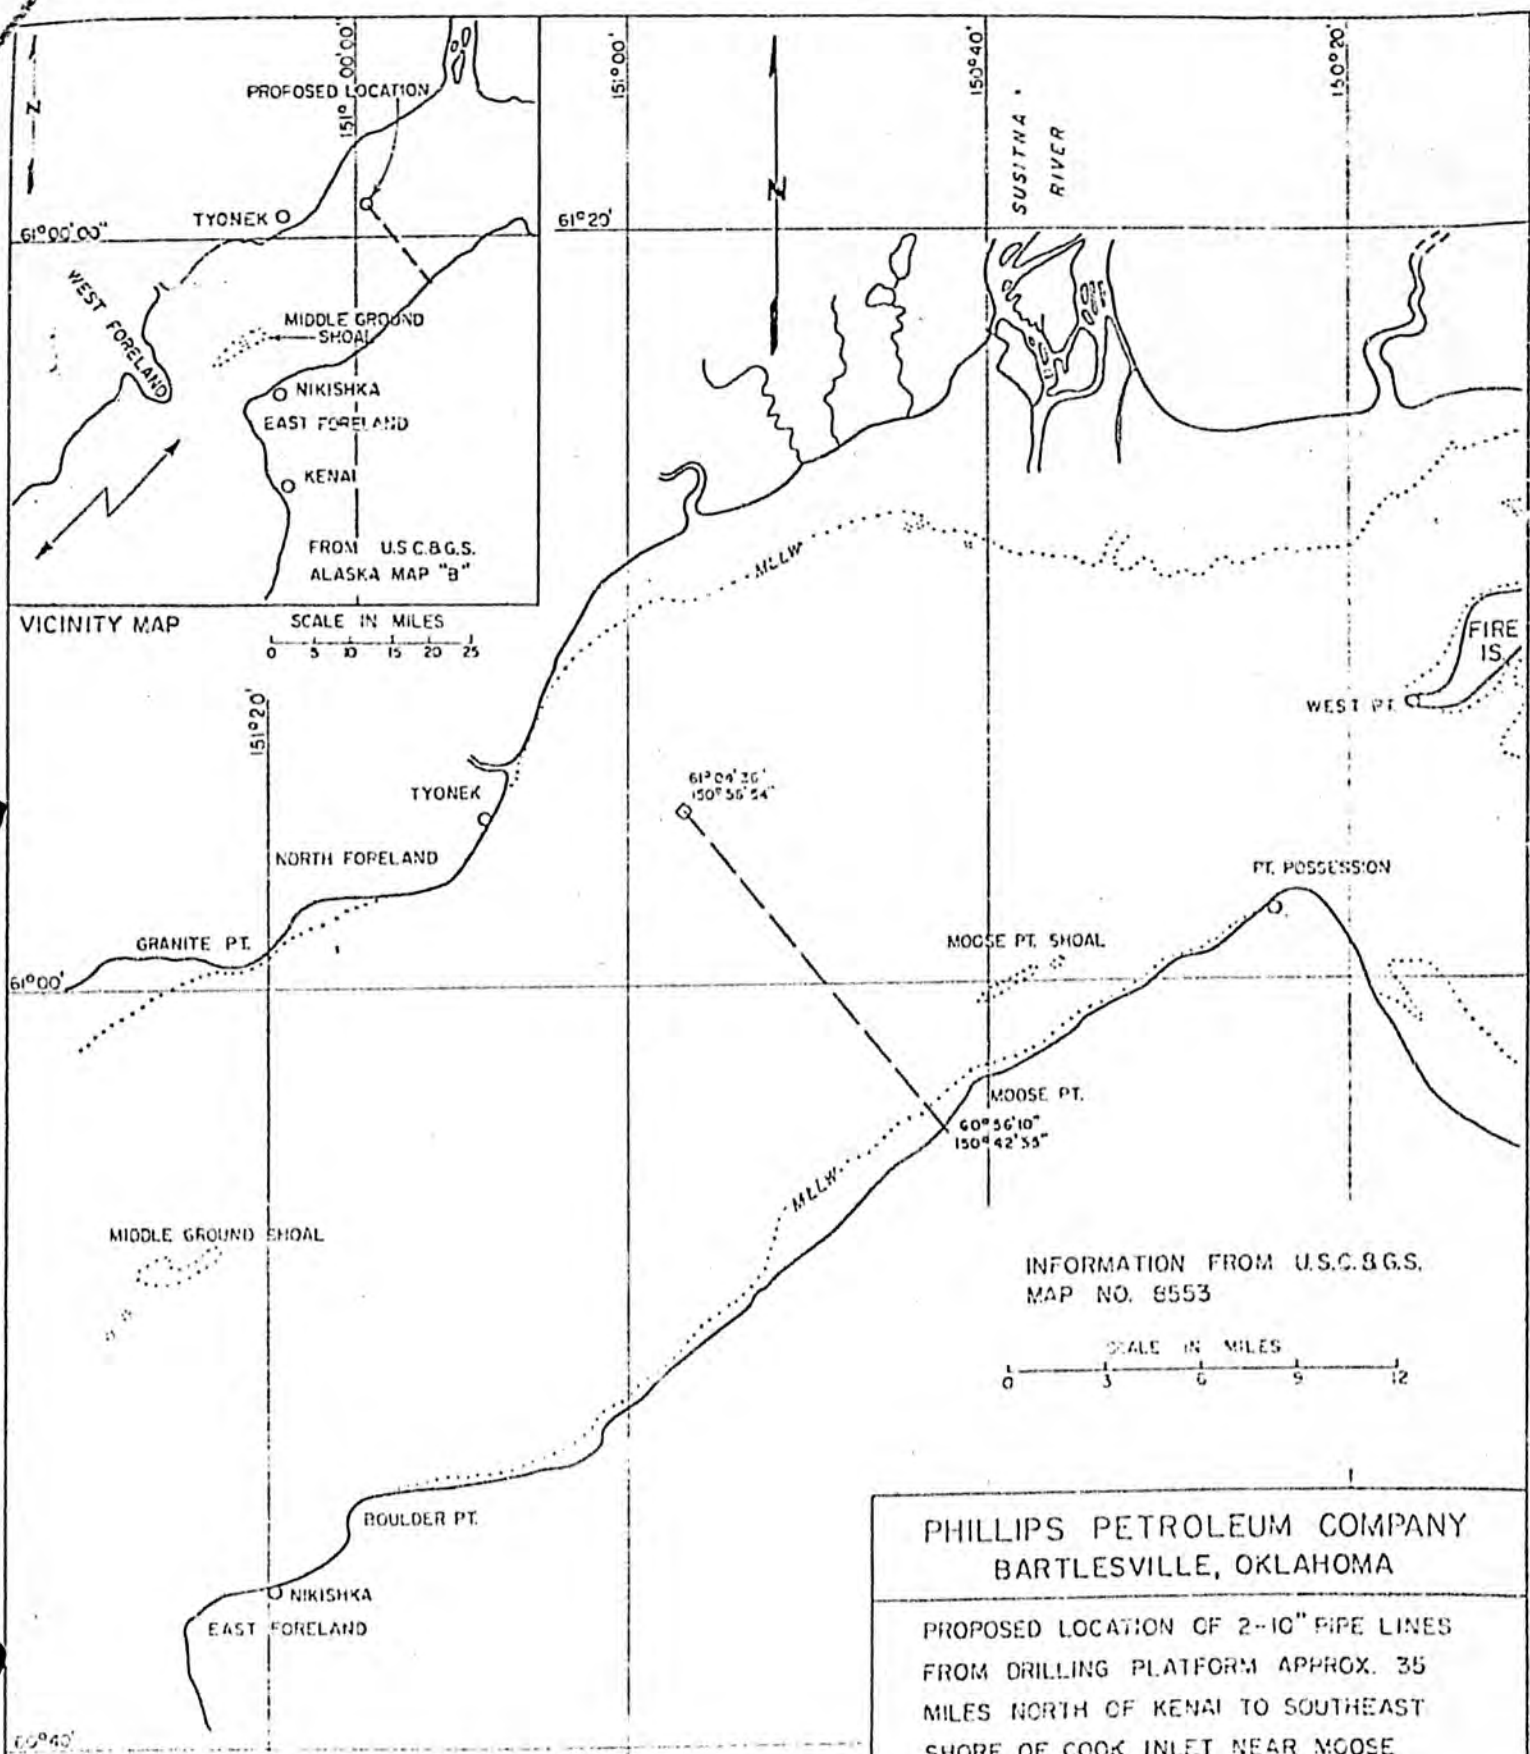 Z
PROPOSED LOCATION
151° 00'00"
TYONEK
61°00'00"
WEST FORELAND
MIDDLE GROUND
SHOAL
NIKISHKA
EAST FORELAND
KENAI
FROM U.S.C.&G.S.
ALASKA MAP "B"
VICINITY MAP
SCALE IN MILES
0 5 10 15 20 25
151°00'
150°40'
150°20'
N
SUSITNA
RIVER
61°20'
MLLW
FIRE
IS.
WEST PT.
151°20'
TYONEK
61°04'36"
150°56'54"
NORTH FORELAND
PT. POSSESSION
GRANITE PT.
MOOSE PT. SHOAL
61°00'
MOOSE PT.
60°56'10"
150°42'55"
MLLW
MIDDLE GROUND SHOAL
INFORMATION FROM U.S.C.&G.S.
MAP NO. 8553
SCALE IN MILES
0 3 6 9 12
BOULDER PT.
NIKISHKA
EAST FORELAND
60°40'
PHILLIPS PETROLEUM COMPANY
BARTLESVILLE, OKLAHOMA
PROPOSED LOCATION OF 2-10" PIPE LINES
FROM DRILLING PLATFORM APPROX. 35
MILES NORTH OF KENAI TO SOUTHEAST
SHORE OF COOK INLET NEAR MOOSE